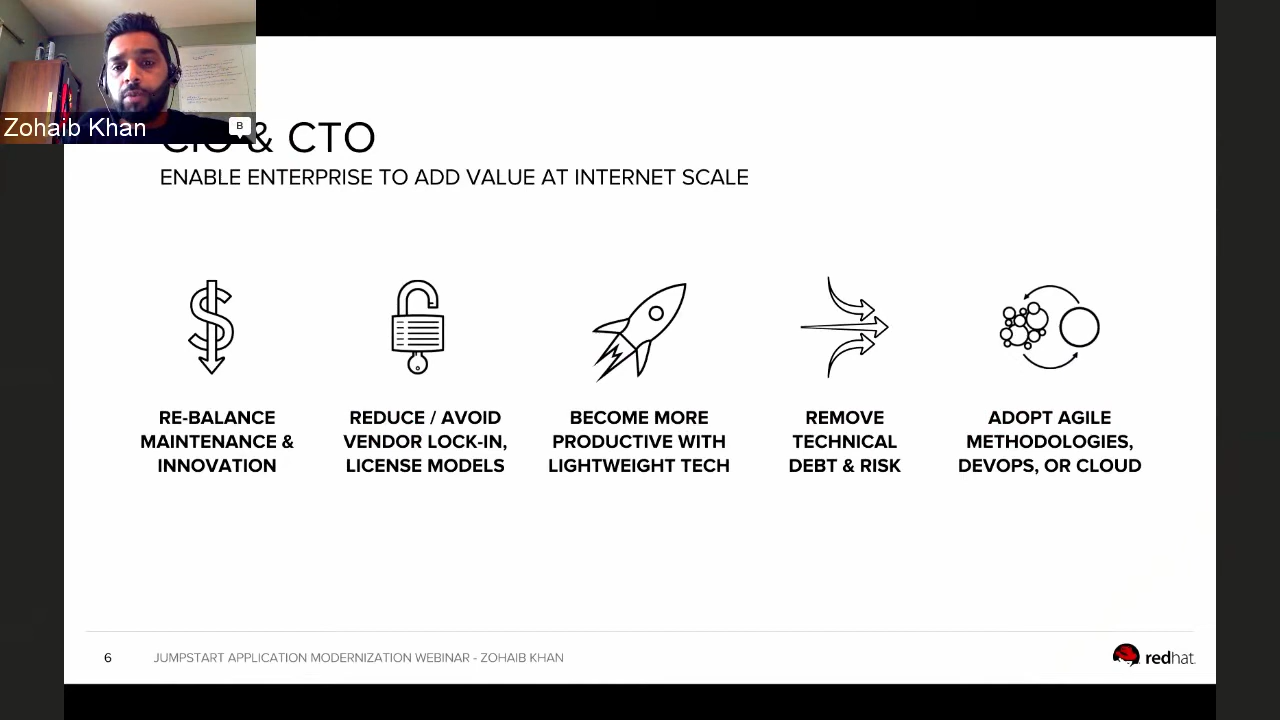 Zohaib Khan
B
CIO & CTO
ENABLE ENTERPRISE TO ADD VALUE AT INTERNET SCALE
RE-BALANCE
MAINTENANCE &
INNOVATION
REDUCE / AVOID
VENDOR LOCK-IN,
LICENSE MODELS
BECOME MORE
PRODUCTIVE WITH
LIGHTWEIGHT TECH
REMOVE
TECHNICAL
DEBT & RISK
ADOPT AGILE
METHODOLOGIES,
DEVOPS, OR CLOUD
6
JUMPSTART APPLICATION MODERNIZATION WEBINAR - ZOHAIB KHAN
redhat.